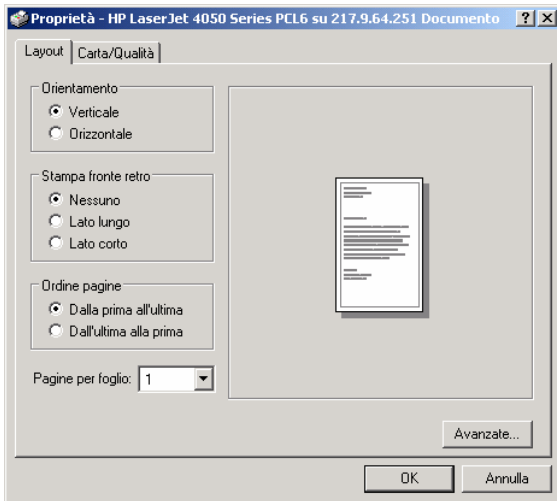 Proprietà - HP LaserJet 4050 Series PCL6 su 217.9.64.251 Documento
Layout
Carta/Qualità
Orientamento
Verticale
Orizzontale
Stampa fronte retro
Nessuno
Lato lungo
Lato corto
Ordine pagine
Dalla prima all'ultima
Dall'ultima alla prima
Pagine per foglio: 1
Avanzate...
OK
Annulla